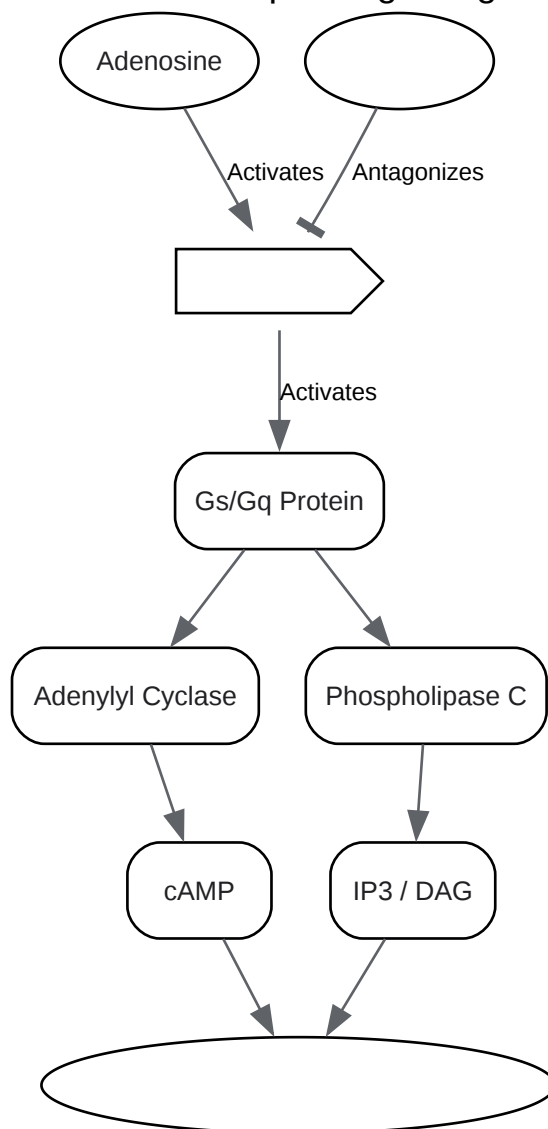 Adenosine
Activates Antagonizes
Activates
Gs/Gq Protein
Adenylyl Cyclase Phospholipase C
cAMP IP3 / DAG